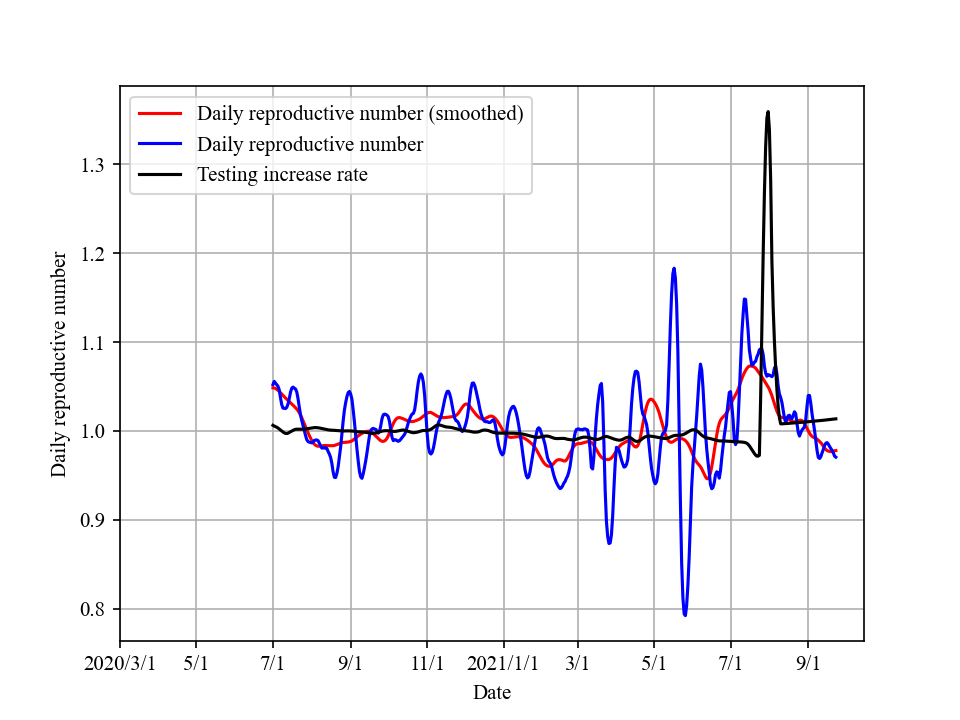 Daily reproductive number (smoothed)
Daily reproductive number
Testing increase rate
Daily reproductive number
1.3
1.2
1.1
1.0
0.9
0.8
2020/3/1 5/1 7/1 9/1 11/1 2021/1/1 3/1 5/1 7/1 9/1
Date